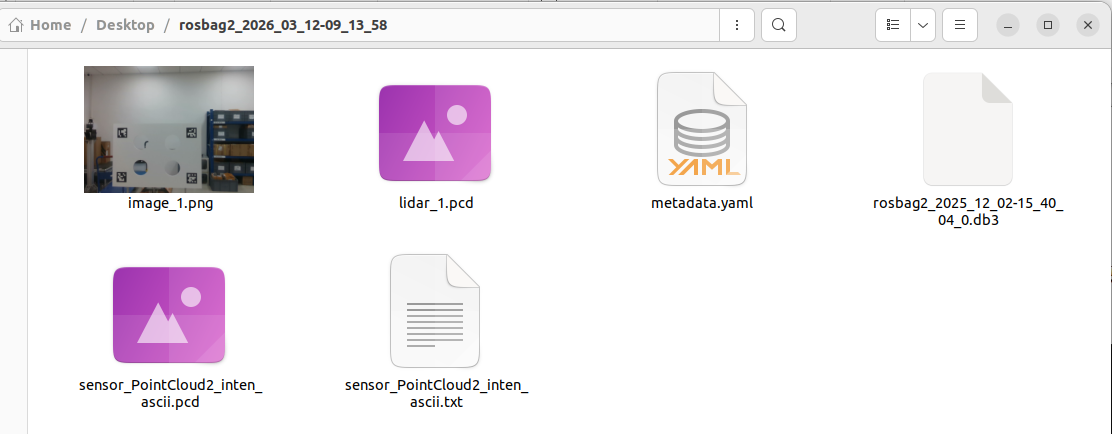 Home / Desktop / rosbag2_2026_03_12-09_13_58
image_1.png
lidar_1.pcd
YAML
metadata.yaml
rosbag2_2025_12_02-15_40_
04_0.db3
sensor_PointCloud2_inten_
ascii.pcd
sensor_PointCloud2_inten_
ascii.txt